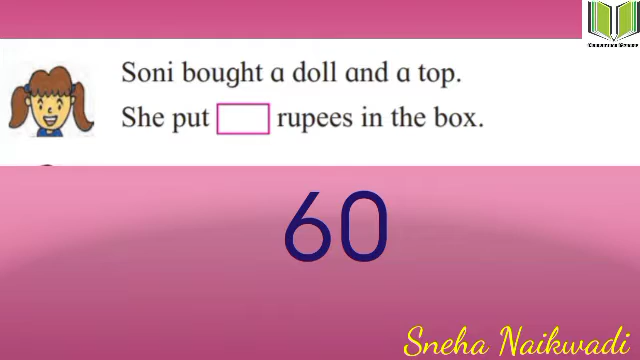 Soni bought a doll and a top.
She put rupees in the box.
60
Sneha Naikwadi